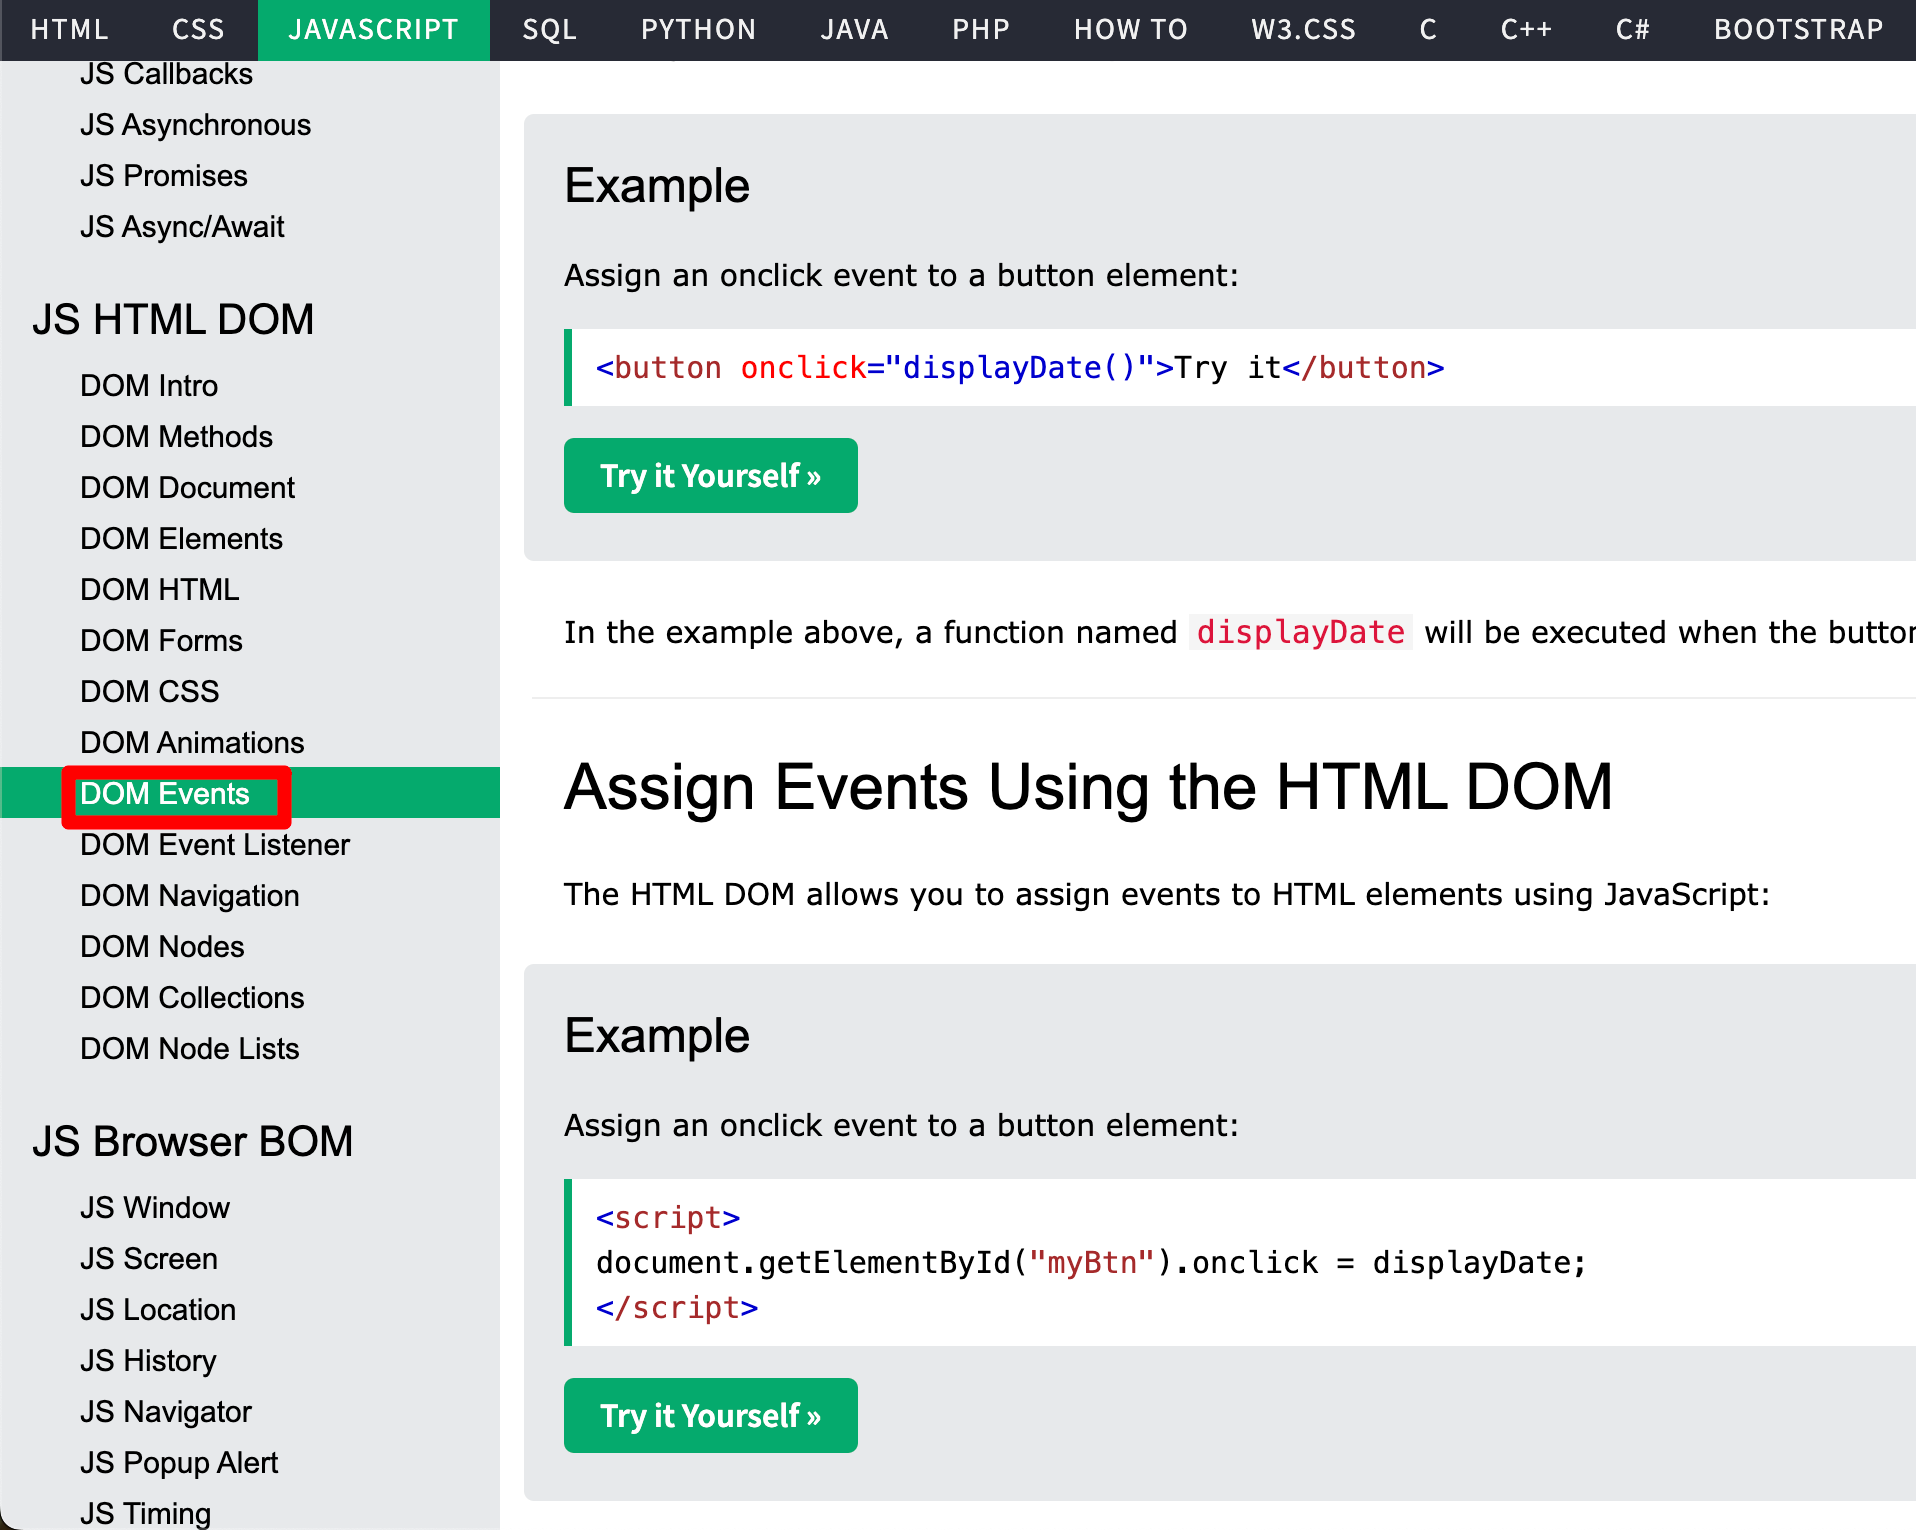 HTML CSS JAVASCRIPT SQL PYTHON JAVA PHP HOW TO W3.CSS C C++ C# BOOTSTRAP
JS Callbacks
JS Asynchronous
JS Promises
JS Async/Await
JS HTML DOM
DOM Intro
DOM Methods
DOM Document
DOM Elements
DOM HTML
DOM Forms
DOM CSS
DOM Animations
DOM Events
DOM Event Listener
DOM Navigation
DOM Nodes
DOM Collections
DOM Node Lists
JS Browser BOM
JS Window
JS Screen
JS Location
JS History
JS Navigator
JS Popup Alert
JS Timing
Example
Assign an onclick event to a button element:
<button onclick="displayDate()">Try it</button>
Try it Yourself »
In the example above, a function named displayDate will be executed when the button
Assign Events Using the HTML DOM
The HTML DOM allows you to assign events to HTML elements using JavaScript:
Example
Assign an onclick event to a button element:
<script>
document.getElementById("myBtn").onclick = displayDate;
</script>
Try it Yourself »